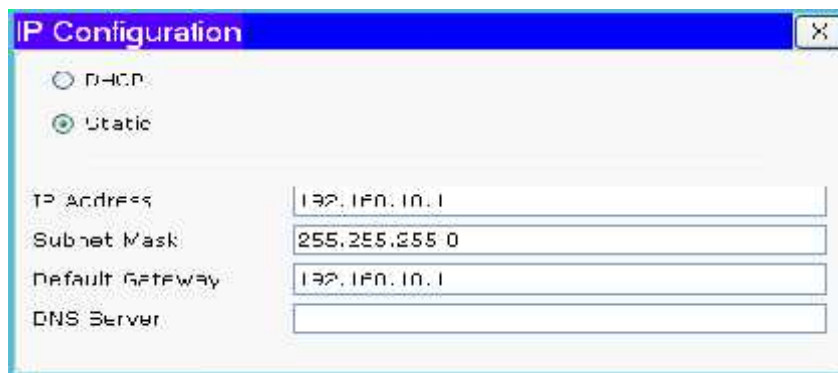 IP Configuration
DHCP
Static
IP Address 192.168.10.1
Subnet Mask 255.255.255.0
Default Gateway 192.168.10.1
DNS Server